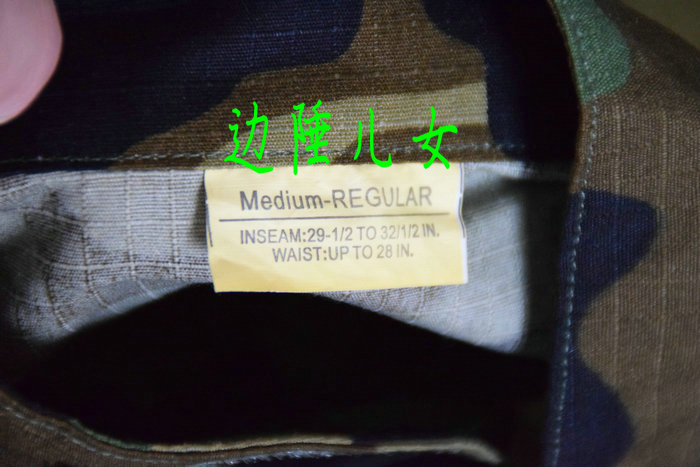 边陲儿女
Medium-REGULAR
INSEAM:29-1/2 TO 32/1/2 IN.
WAIST:UP TO 28 IN.